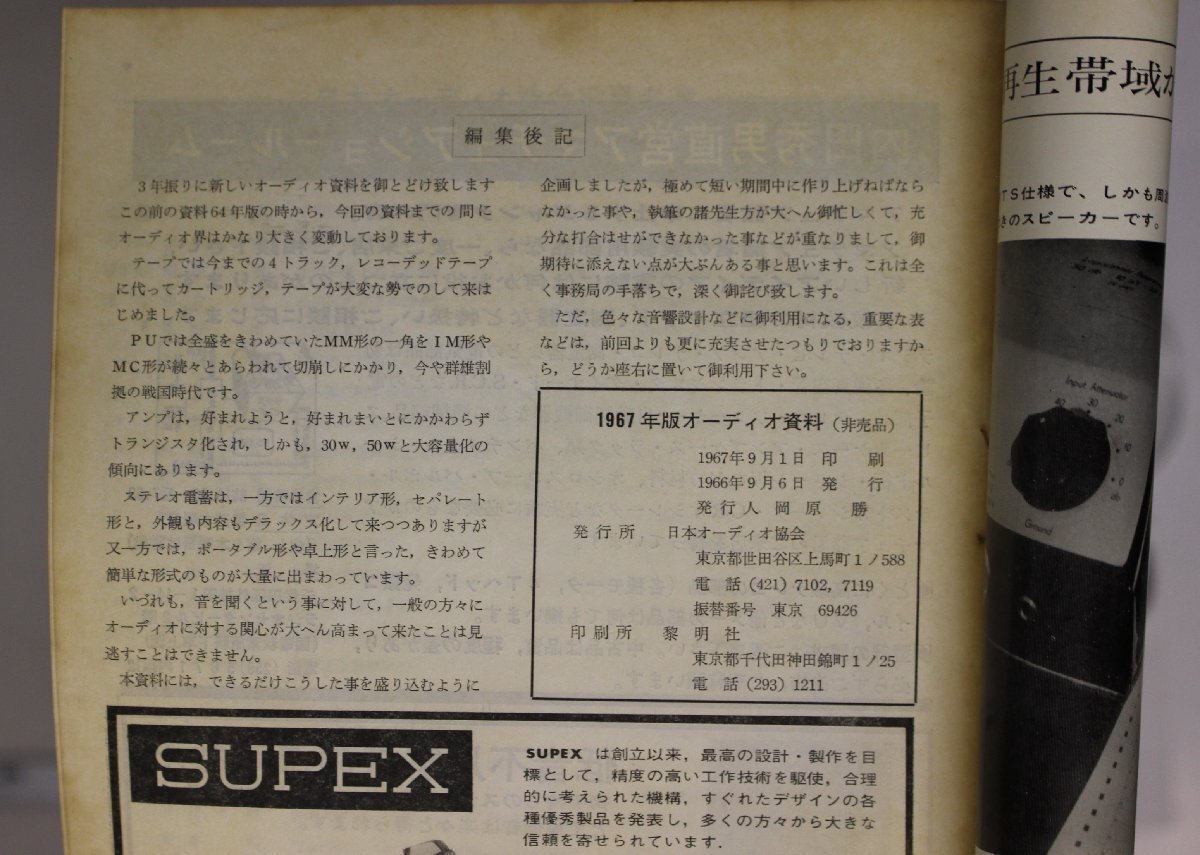 編集後記
3年振りに新しいオーディオ資料を御とどけ致します
この前の資料64年版の時から，今回の資料までの間に
オーディオ界はかなり大きく変動しております。
テープでは今までの4トラック，レコーデッドテープ
に代ってカートリッジ，テープが大変な勢でのして来は
じめました。
PUでは全盛をきわめていたMM形の一角をIM形や
MC形が続々とあらわれて切崩しにかかり，今や群雄割
拠の戦国時代です。
アンプは，好まれようと，好まれまいとにかかわらず
トランジスタ化され，しかも，30w，50wと大容量化の
傾向にあります。
ステレオ電蓄は，一方ではインテリア形，セパレート
形と，外観も内容もデラックス化して来つつありますが
又一方では，ポータブル形や卓上形と言った，きわめて
簡単な形式のものが大量に出まわっています。
いづれも，音を聞くという事に対して，一般の方々に
オーディオに対する関心が大へん高まって来たことは見
逃すことはできません。
本資料には，できるだけこうした事を盛り込むように
企画しましたが，極めて短い期間中に作り上げねばなら
なかった事や，執筆の諸先生方が大へん御忙しくて，充
分な打合はせができなかった事などが重なりまして，御
期待に添えない点が大ぶんある事と思います。これは全
く事務局の手落ちで，深く御詫び致します。
ただ，色々な音響設計などに御利用になる，重要な表
などは，前回よりも更に充実させたつもりでおりますか
ら，どうか座右に置いて御利用下さい。
1967年版オーディオ資料（非売品）
1967年9月1日 印 刷
1966年9月6日 発 行
発行人 岡原 勝
発行所 日本オーディオ協会
東京都世田谷区上馬町1ノ588
電話（421）7102, 7119
振替番号 東京 69426
印刷所 黎明社
東京都千代田神田錦町1ノ25
電話（293）1211
SUPEX
SUPEX は創立以来，最高の設計・製作を目
標として，精度の高い工作技術を駆使，合理
的に考えられた機構，すぐれたデザインの各
種優秀製品を発表し，多くの方々から大きな
信頼を寄せられています．
再生帯域が
TS仕様で，しかも周波
きのスピーカーです。
Input Attenuator
40
30
20
10
0
db
Ground